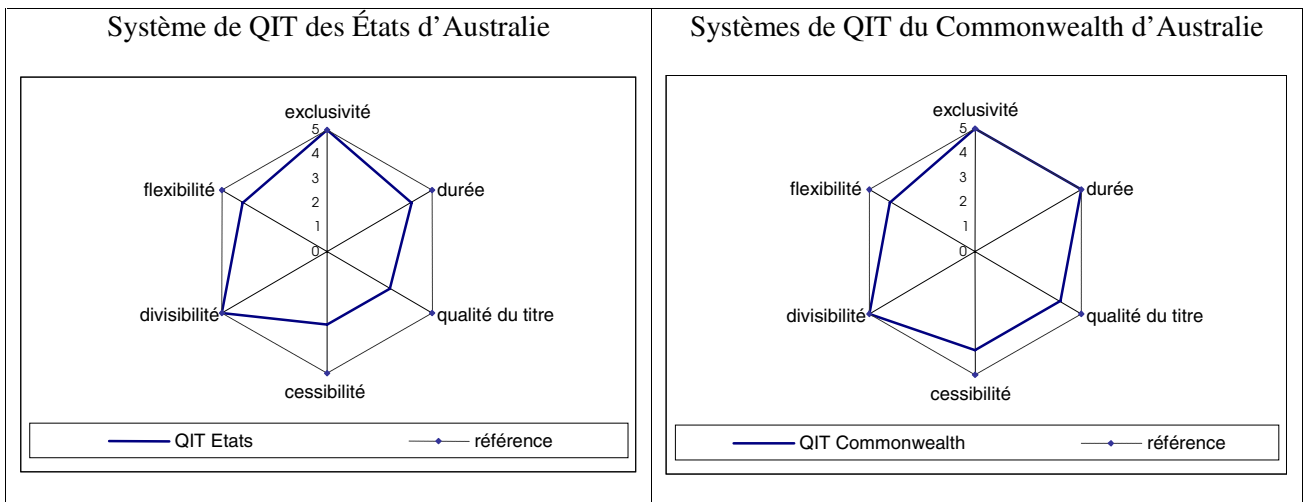 Système de QIT des États d'Australie
exclusivité
5
4
3
2
1
0
flexibilité
durée
divisibilité
qualité du titre
cessibilité
QIT Etats
référence
Systèmes de QIT du Commonwealth d'Australie
exclusivité
5
4
3
2
1
0
flexibilité
durée
divisibilité
qualité du titre
cessibilité
QIT Commonwealth
référence